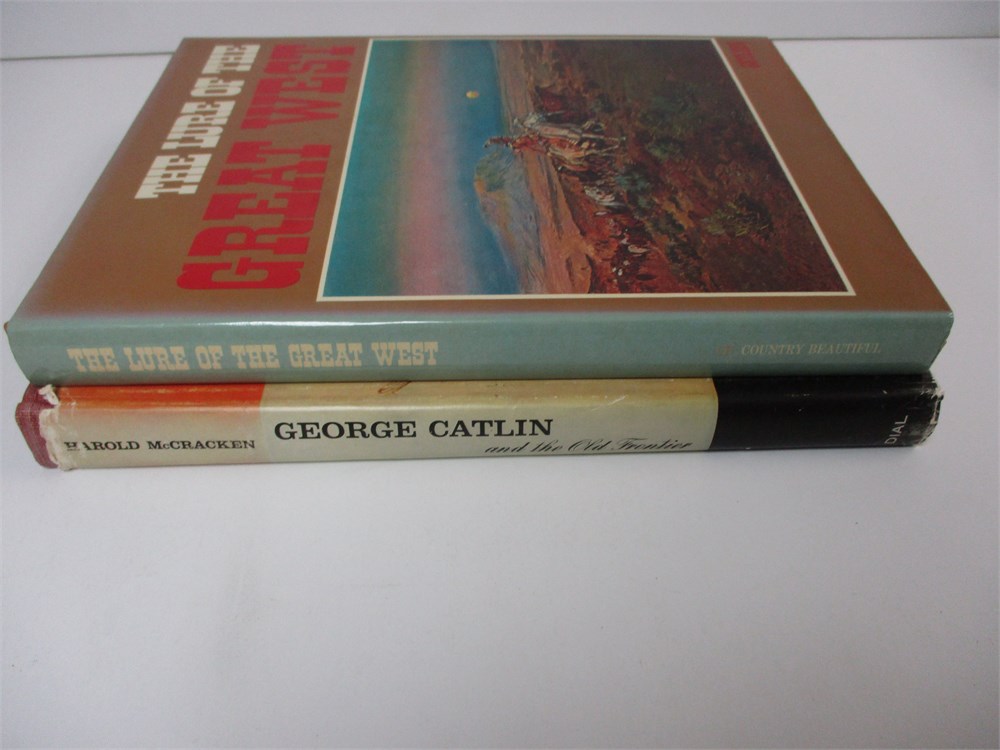 THE LURE OF THE
GREAT WEST
THE LURE OF THE GREAT WEST
COUNTRY BEAUTIFUL
HAROLD McCRACKEN
GEORGE CATLIN
and the Old Frontier
DIAL